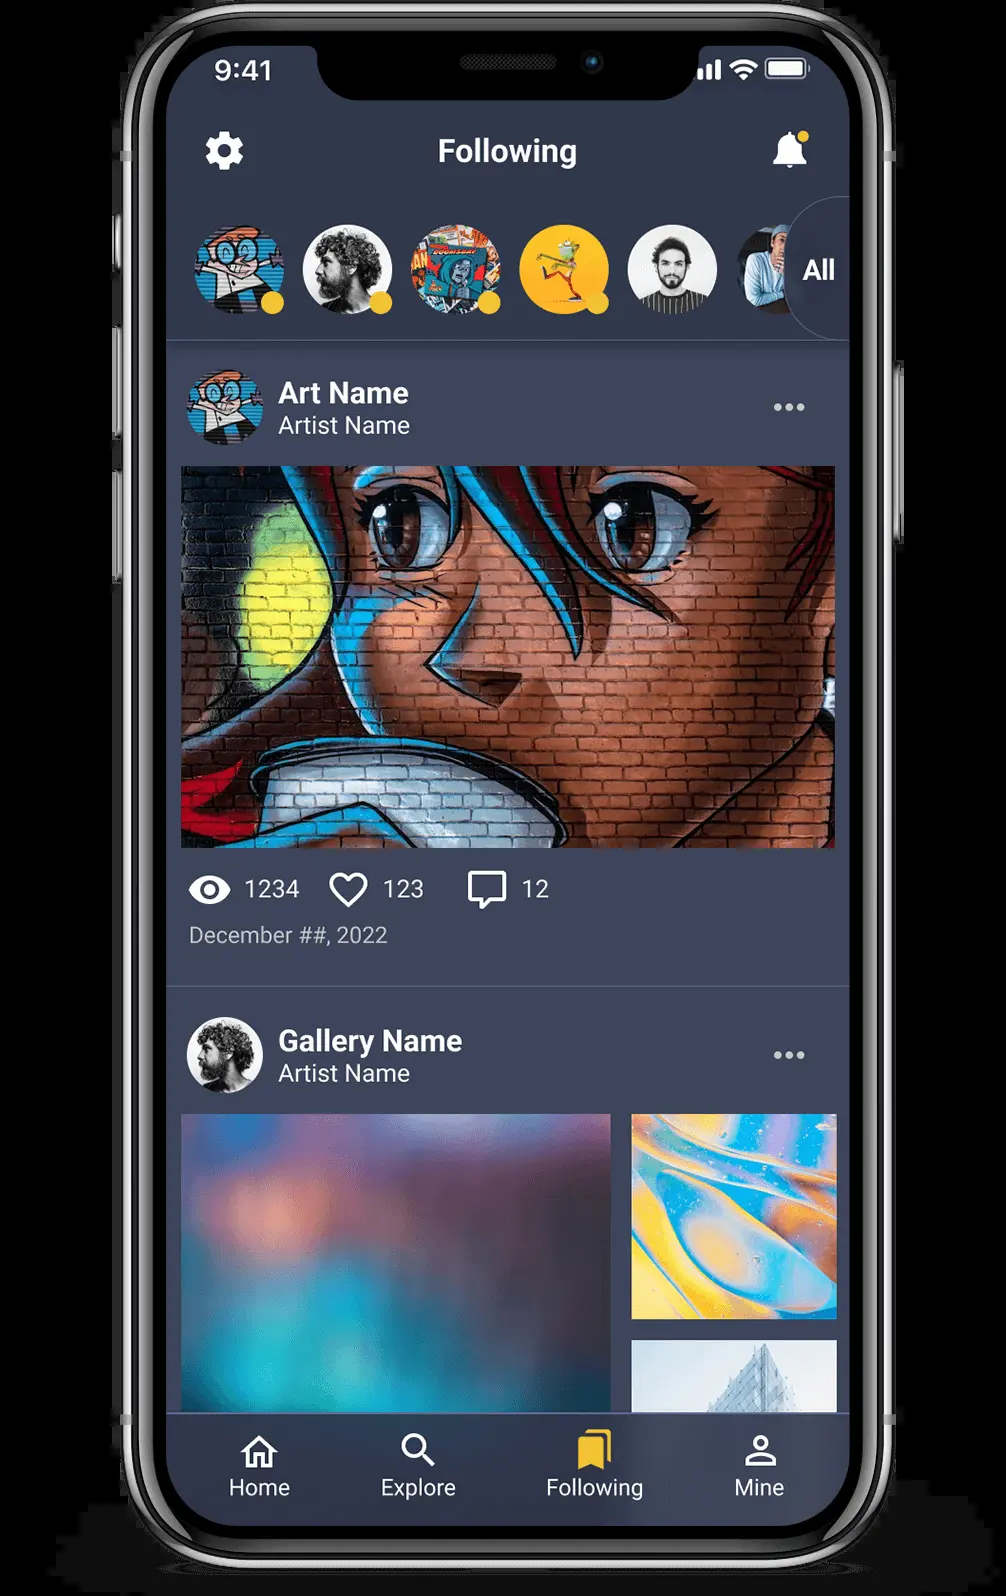 9:41
Following
All
Art Name
Artist Name
1234 123 12
December ##, 2022
Gallery Name
Artist Name
Home Explore Following Mine